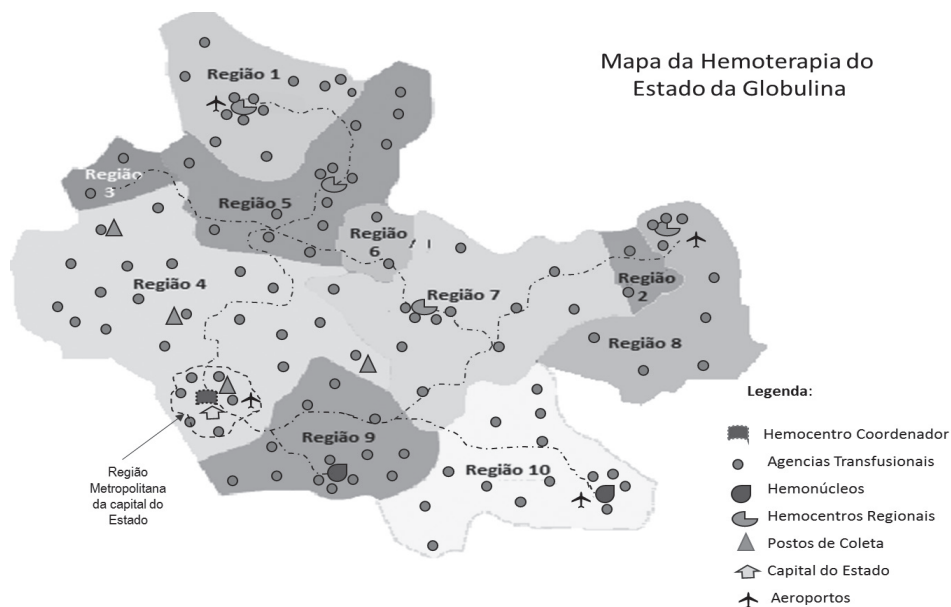 Mapa da Hemoterapia do
Estado da Globulina
Região 1
Região
3
Região 5
Região
6
Região 4
Região 7
Região
2
Região 8
Região 9
Região 10
Região
Metropolitana
da capital do
Estado
Legenda:
Hemocentro Coordenador
Agencias Transfusionais
Hemonúcleos
Hemocentros Regionais
Postos de Coleta
Capital do Estado
Aeroportos